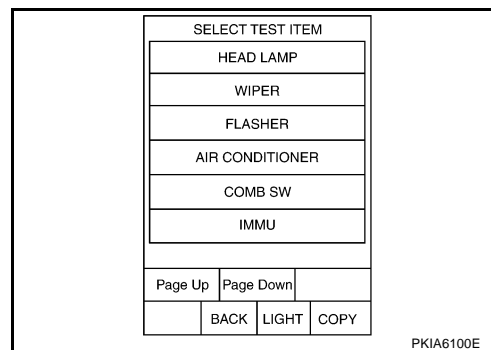 SELECT TEST ITEM
HEAD LAMP
WIPER
FLASHER
AIR CONDITIONER
COMB SW
IMMU
Page Up Page Down
BACK LIGHT COPY
PKIA6100E